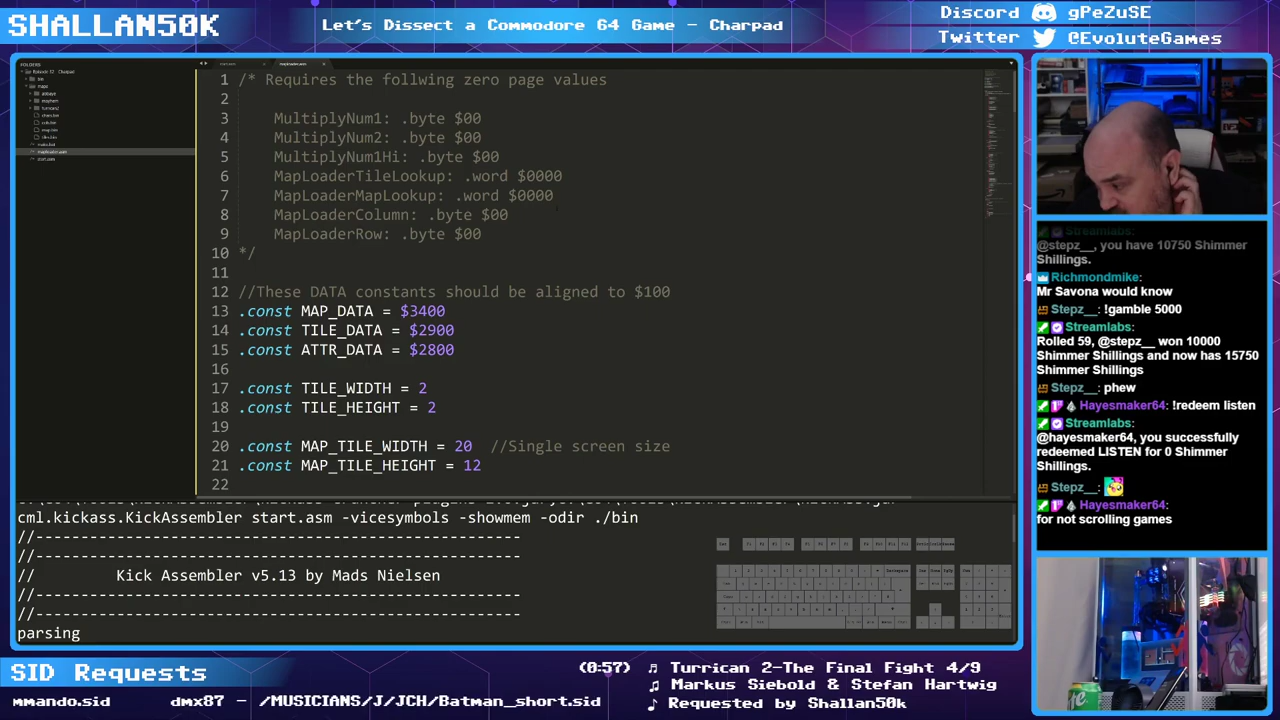 SHALLAN50K
Let's Dissect a Commodore 64 Game - Charpad
Discord gPeZuSE
Twitter @EvoluteGames
FOLDERS
1 /* Requires the follwing zero page values
2
3 MultiplyNum1: .byte $00
4 MultiplyNum2: .byte $00
5 MultiplyNum1Hi: .byte $00
6 MapLoaderTileLookup: .word $0000
7 MapLoaderMapLookup: .word $0000
8 MapLoaderColumn: .byte $00
9 MapLoaderRow: .byte $00
10 */
11
12 //These DATA constants should be aligned to $100
13 .const MAP_DATA = $3400
14 .const TILE_DATA = $2900
15 .const ATTR_DATA = $2800
16
17 .const TILE_WIDTH = 2
18 .const TILE_HEIGHT = 2
19
20 .const MAP_TILE_WIDTH = 20 //Single screen size
21 .const MAP_TILE_HEIGHT = 12
22
cml.kickass.KickAssembler start.asm -vicesymbols -showmem -odir ./bin
//------------------------------------------------------
//------------------------------------------------------
// Kick Assembler v5.13 by Mads Nielsen
//------------------------------------------------------
//------------------------------------------------------
parsing
Streamlabs:
@stepz__, you have 10750 Shimmer
Shillings.
Richmondmike:
Mr Savona would know
Stepz__: !gamble 5000
Streamlabs:
Rolled 59, @stepz__ won 10000
Shimmer Shillings and now has 15750
Shimmer Shillings
Stepz__: phew
Hayesmaker64: !redeem listen
Streamlabs:
@hayesmaker64, you successfully
redeemed LISTEN for 0 Shimmer
Shillings.
Stepz__:
Hayesmaker64:
for not scrolling games
SID Requests
mmando.sid dmx87 - /MUSICIANS/J/JCH/Batman_short.sid
(0:57) ♫ Turrican 2-The Final Fight 4/9
♫ Markus Siebold & Stefan Hartwig
♪ Requested by Shallan50k